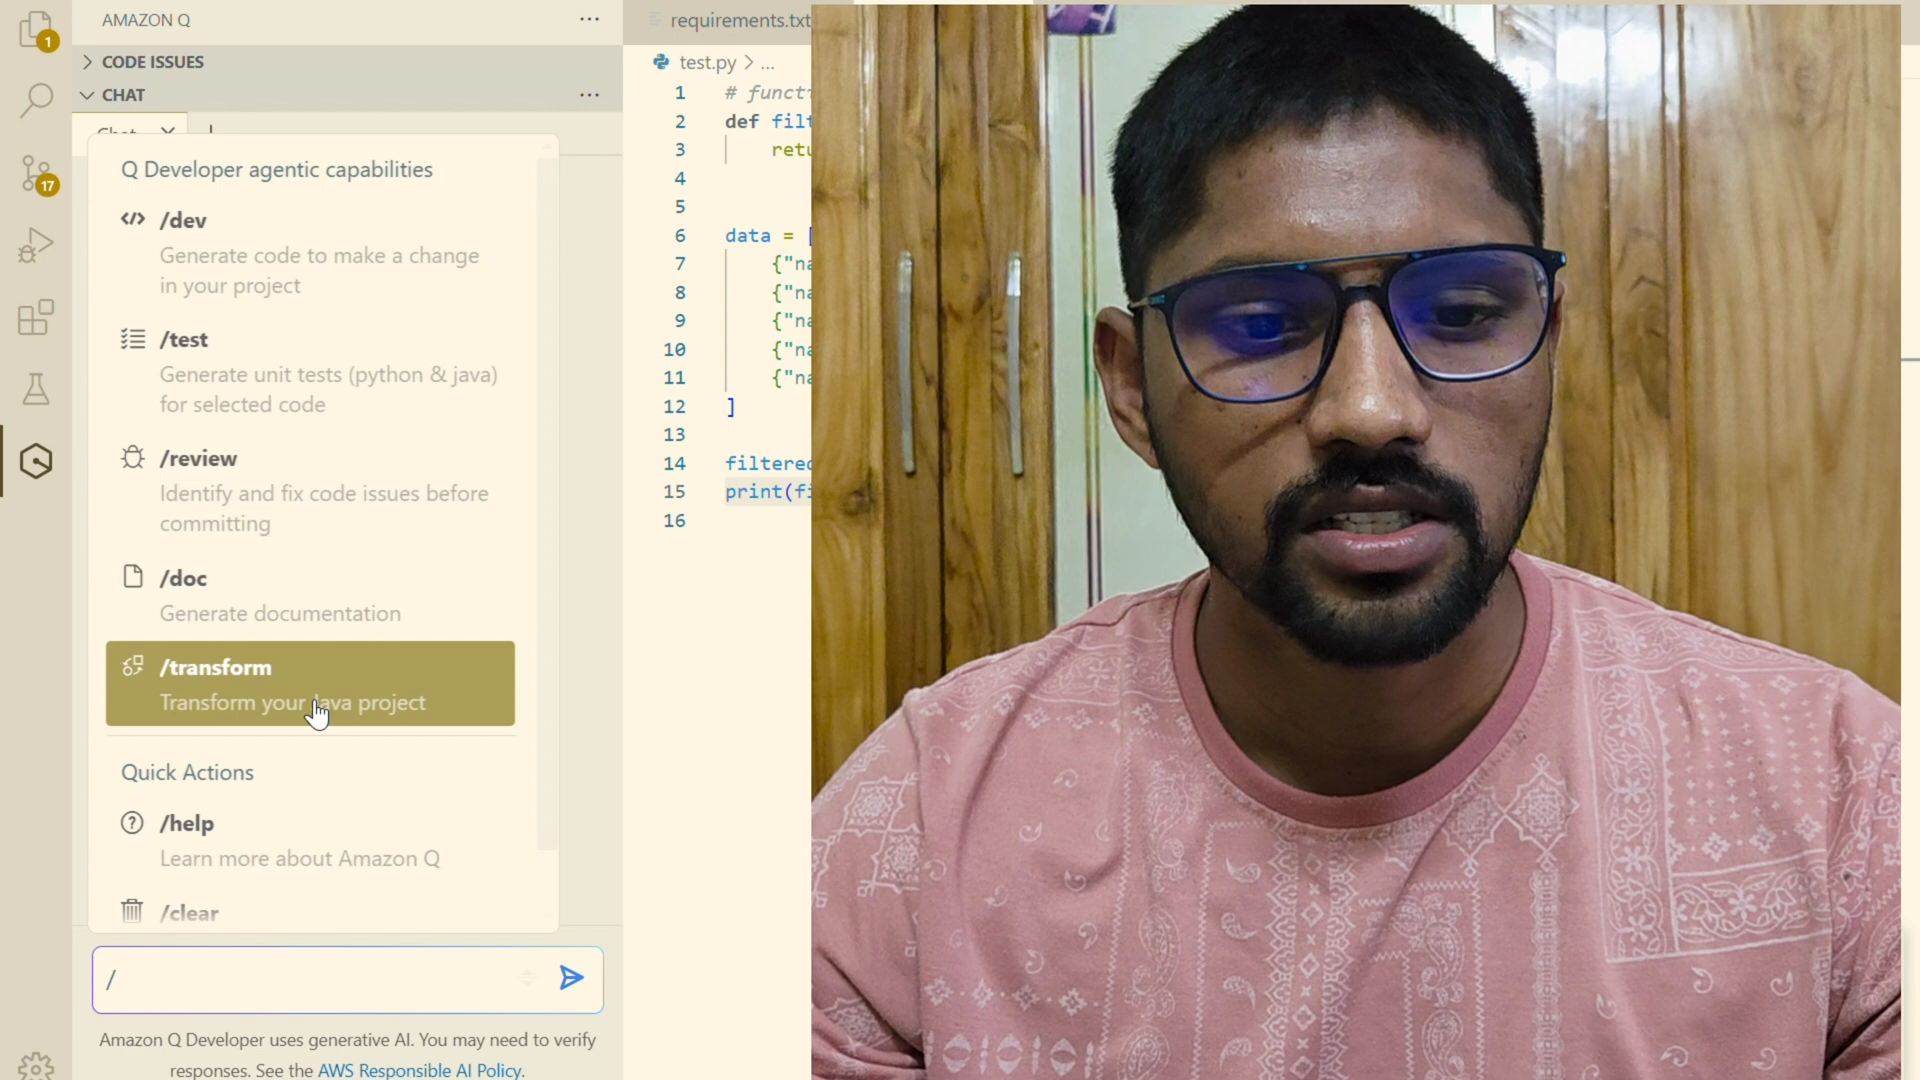 AMAZON Q
CODE ISSUES
CHAT
Chat
Q Developer agentic capabilities
/dev
Generate code to make a change
in your project
/test
Generate unit tests (python & java)
for selected code
/review
Identify and fix code issues before
committing
/doc
Generate documentation
/transform
Transform your Java project
Quick Actions
/help
Learn more about Amazon Q
/clear
/
Amazon Q Developer uses generative AI. You may need to verify
responses. See the AWS Responsible AI Policy.
1
17
requirements.txt
test.py > ...
1 # funct
2 def filt
3 retu
4
5
6 data = [
7 {"na
8 {"na
9 {"na
10 {"na
11 {"na
12 ]
13
14 filtered
15 print(fi
16